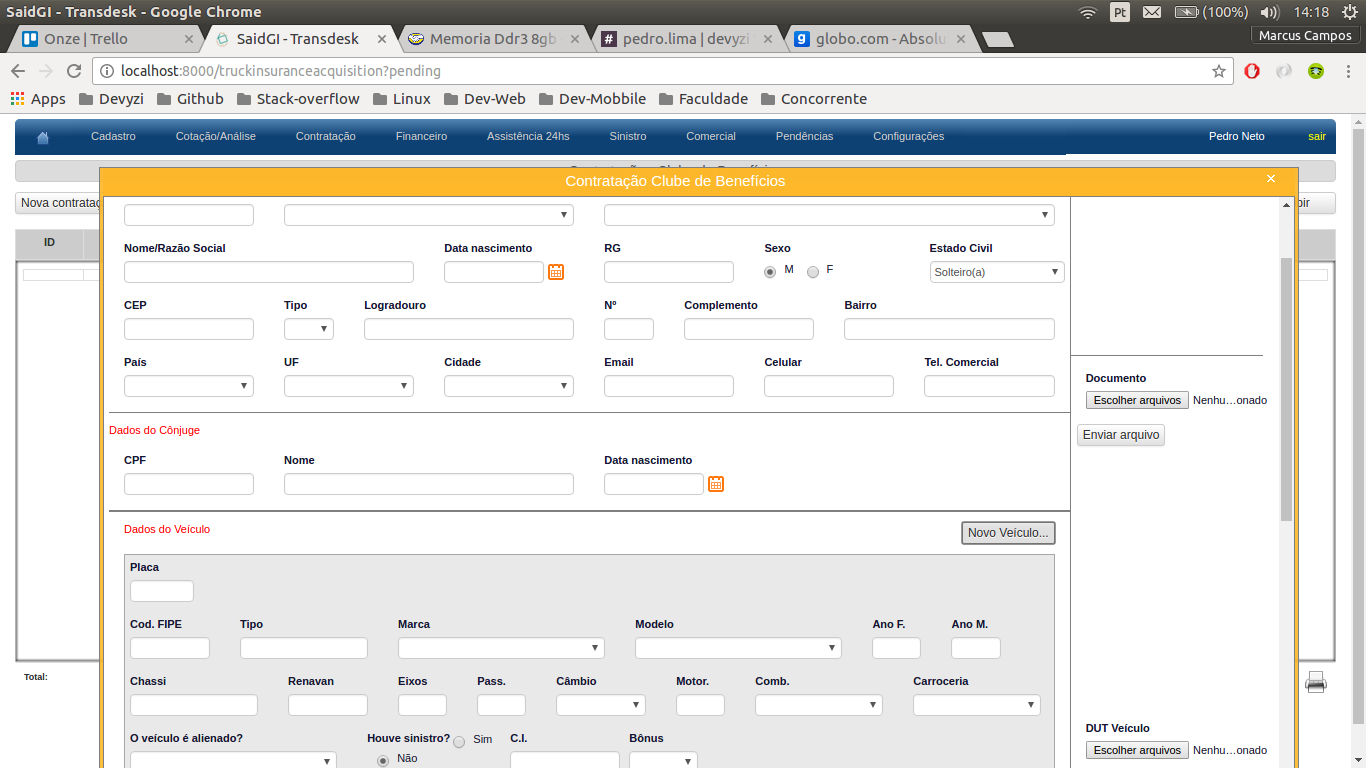 SaidGI - Transdesk - Google Chrome
Pt
(100%)
14:18
Onze | Trello
SaidGI - Transdesk
Memoria Ddr3 8gb
pedro.lima | devyzi
globo.com - Absolu
Marcus Campos
localhost:8000/truckinsuranceacquisition?pending
Apps
Devyzi
Github
Stack-overflow
Linux
Dev-Web
Dev-Mobbile
Faculdade
Concorrente
Cadastro
Cotação/Análise
Contratação
Financeiro
Assistência 24hs
Sinistro
Comercial
Pendências
Configurações
Pedro Neto
sair
Contratação Clube de Benefícios
×
Nova contrataç
bir
ID
Nome/Razão Social
Data nascimento
RG
Sexo
Estado Civil
M
F
Solteiro(a)
CEP
Tipo
Logradouro
Nº
Complemento
Bairro
País
UF
Cidade
Email
Celular
Tel. Comercial
Documento
Escolher arquivos
Nenhu…onado
Enviar arquivo
Dados do Cônjuge
CPF
Nome
Data nascimento
Dados do Veículo
Novo Veículo...
Placa
Cod. FIPE
Tipo
Marca
Modelo
Ano F.
Ano M.
Total:
Chassi
Renavan
Eixos
Pass.
Câmbio
Motor.
Comb.
Carroceria
DUT Veículo
Escolher arquivos
Nenhu…onado
O veículo é alienado?
Houve sinistro?
Sim
Não
C.I.
Bônus